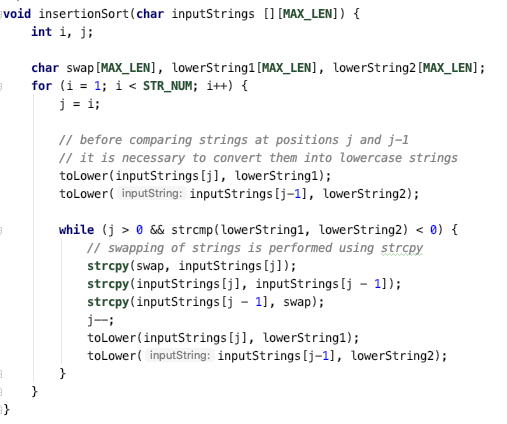 void insertionSort(char inputStrings [][MAX_LEN]) {
    int i, j;

    char swap[MAX_LEN], lowerString1[MAX_LEN], lowerString2[MAX_LEN];
    for (i = 1; i < STR_NUM; i++) {
        j = i;

        // before comparing strings at positions j and j-1
        // it is necessary to convert them into lowercase strings
        toLower(inputStrings[j], lowerString1);
        toLower( inputString: inputStrings[j-1], lowerString2);

        while (j > 0 && strcmp(lowerString1, lowerString2) < 0) {
            // swapping of strings is performed using strcpy
            strcpy(swap, inputStrings[j]);
            strcpy(inputStrings[j], inputStrings[j - 1]);
            strcpy(inputStrings[j - 1], swap);
            j--;
            toLower(inputStrings[j], lowerString1);
            toLower( inputString: inputStrings[j-1], lowerString2);
        }
    }
}